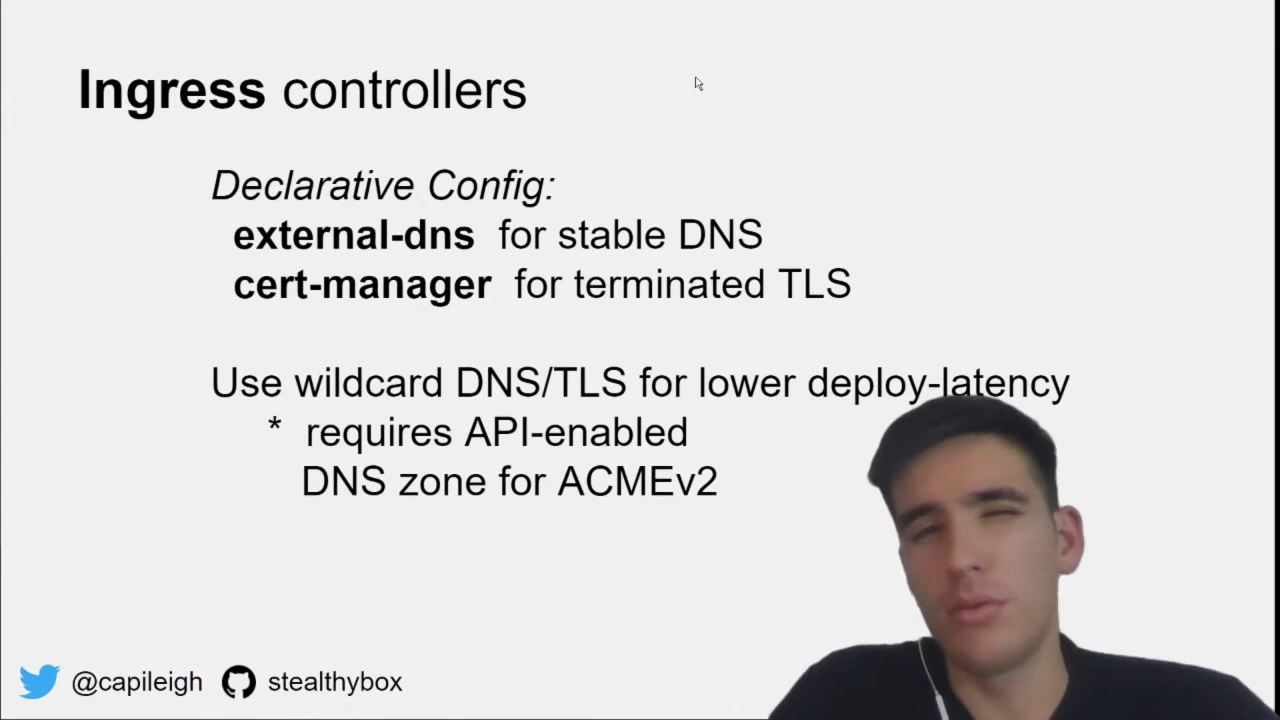 Ingress controllers
Declarative Config:
external-dns for stable DNS
cert-manager for terminated TLS
Use wildcard DNS/TLS for lower deploy-latency
* requires API-enabled
DNS zone for ACMEv2
@capileigh stealthybox